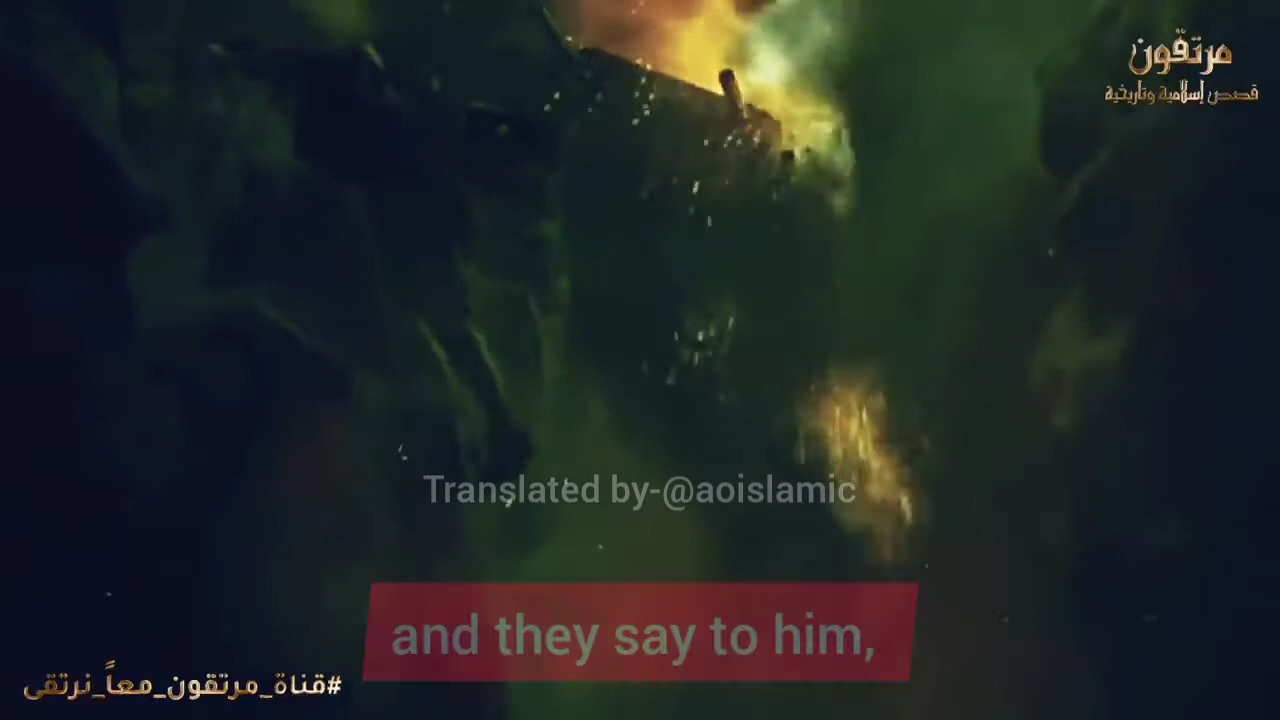 مرتقون
قصص إسلامية وتاريخية
Translated by-@aoislamic
and they say to him,
#قناة_مرتقون_معاً_نرتقى